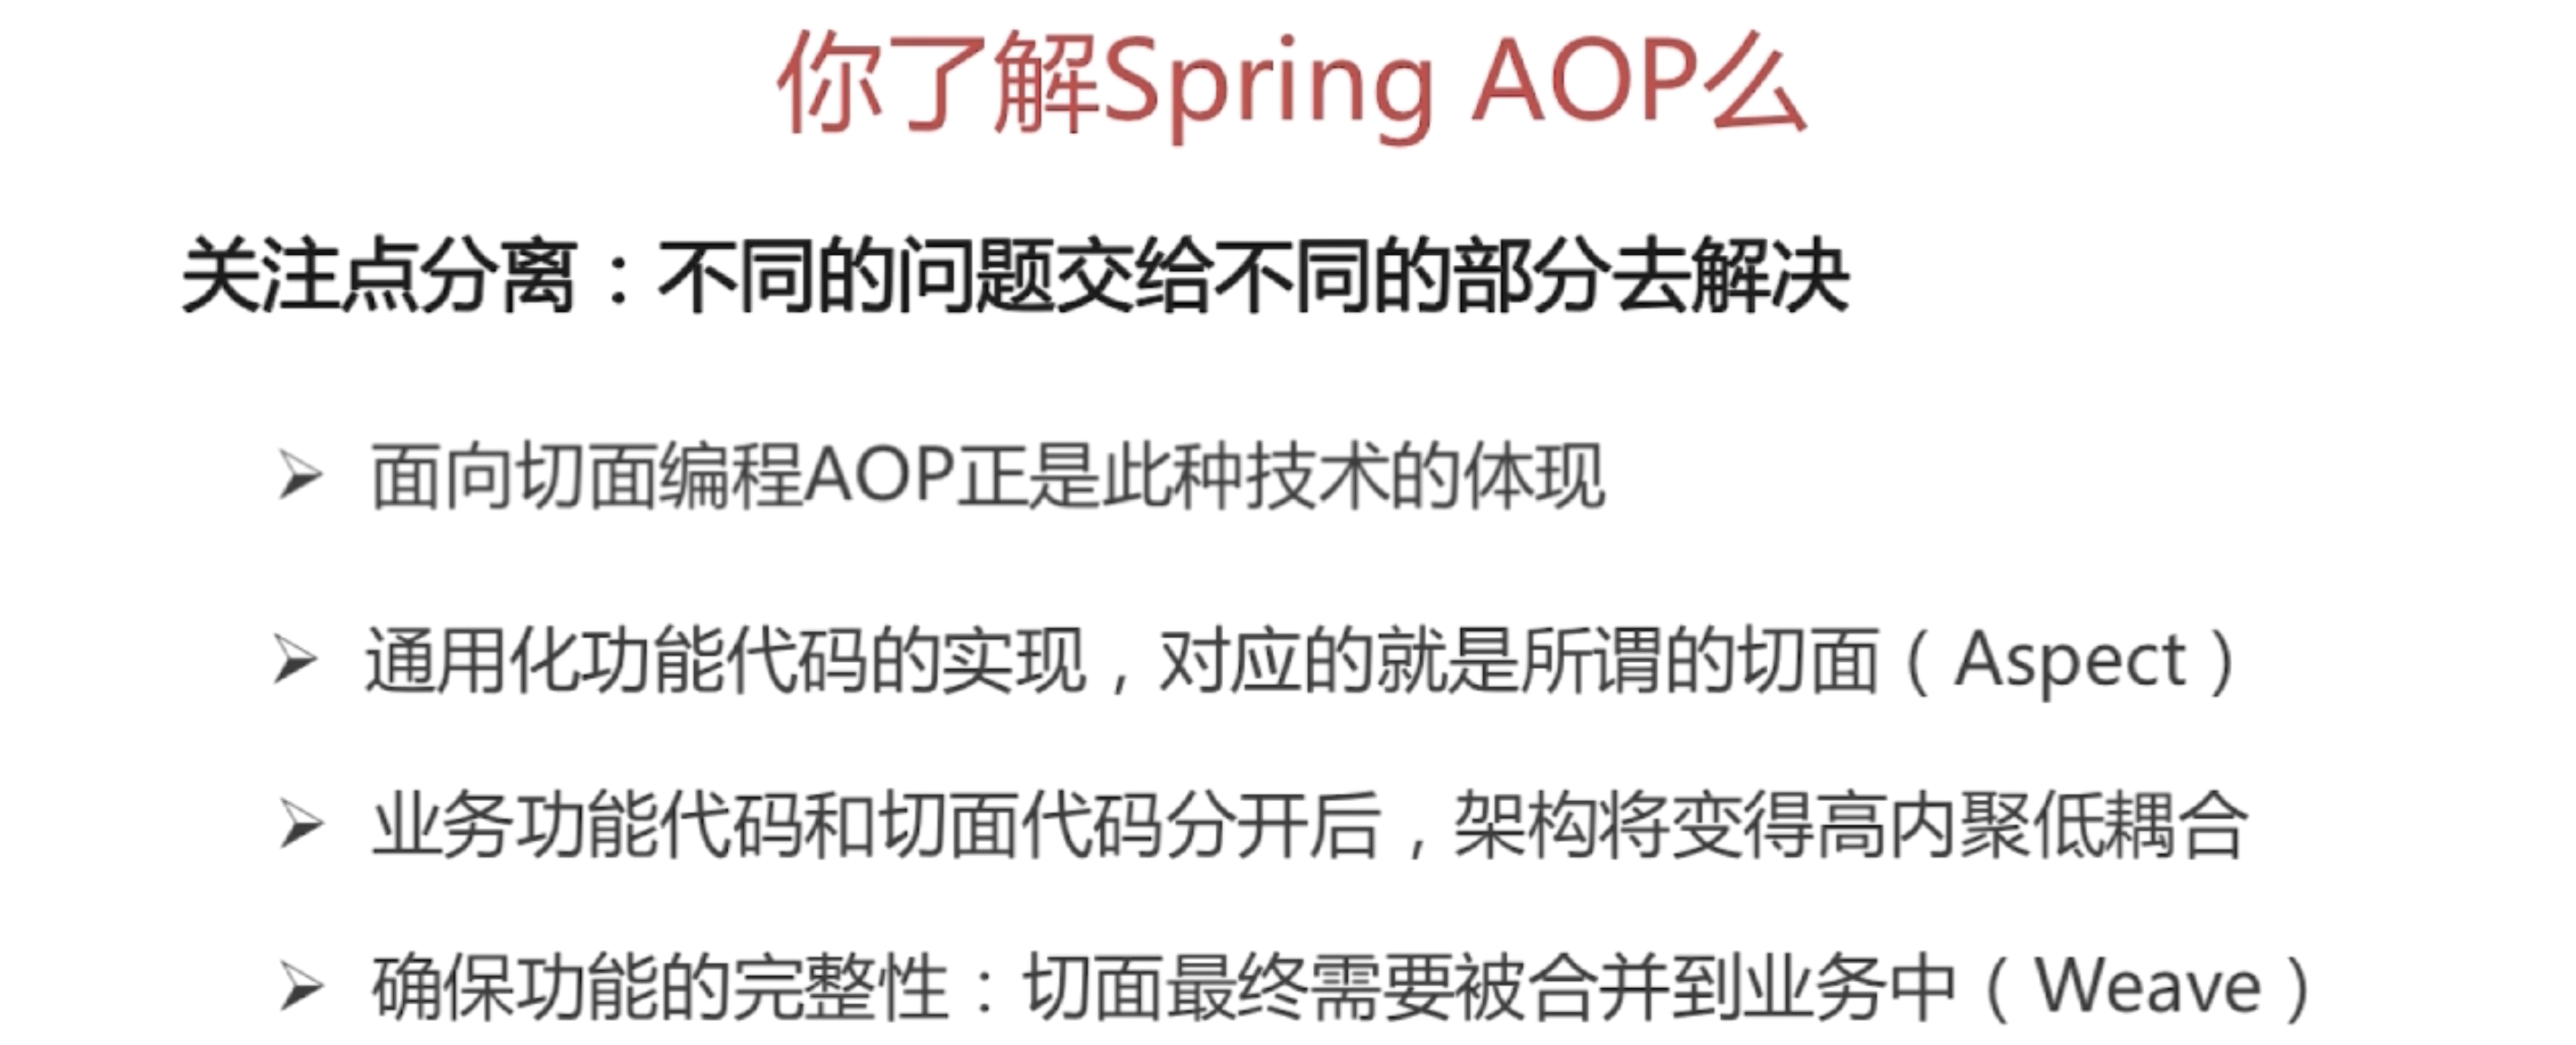 你了解Spring AOP么
关注点分离：不同的问题交给不同的部分去解决
➢ 面向切面编程AOP正是此种技术的体现
➢ 通用化功能代码的实现，对应的就是所谓的切面（Aspect）
➢ 业务功能代码和切面代码分开后，架构将变得高内聚低耦合
➢ 确保功能的完整性：切面最终需要被合并到业务中（Weave）